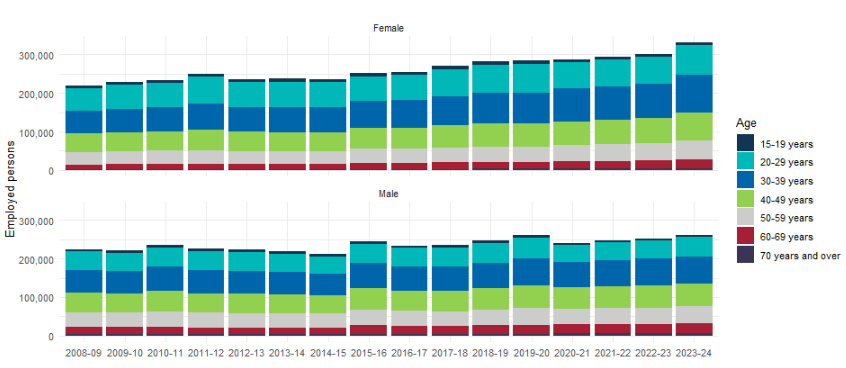 Female
300,000
200,000
100,000
0
Male
300,000
200,000
100,000
0
Employed persons
2008-09 2009-10 2010-11 2011-12 2012-13 2013-14 2014-15 2015-16 2016-17 2017-18 2018-19 2019-20 2020-21 2021-22 2022-23 2023-24
Age
15-19 years
20-29 years
30-39 years
40-49 years
50-59 years
60-69 years
70 years and over